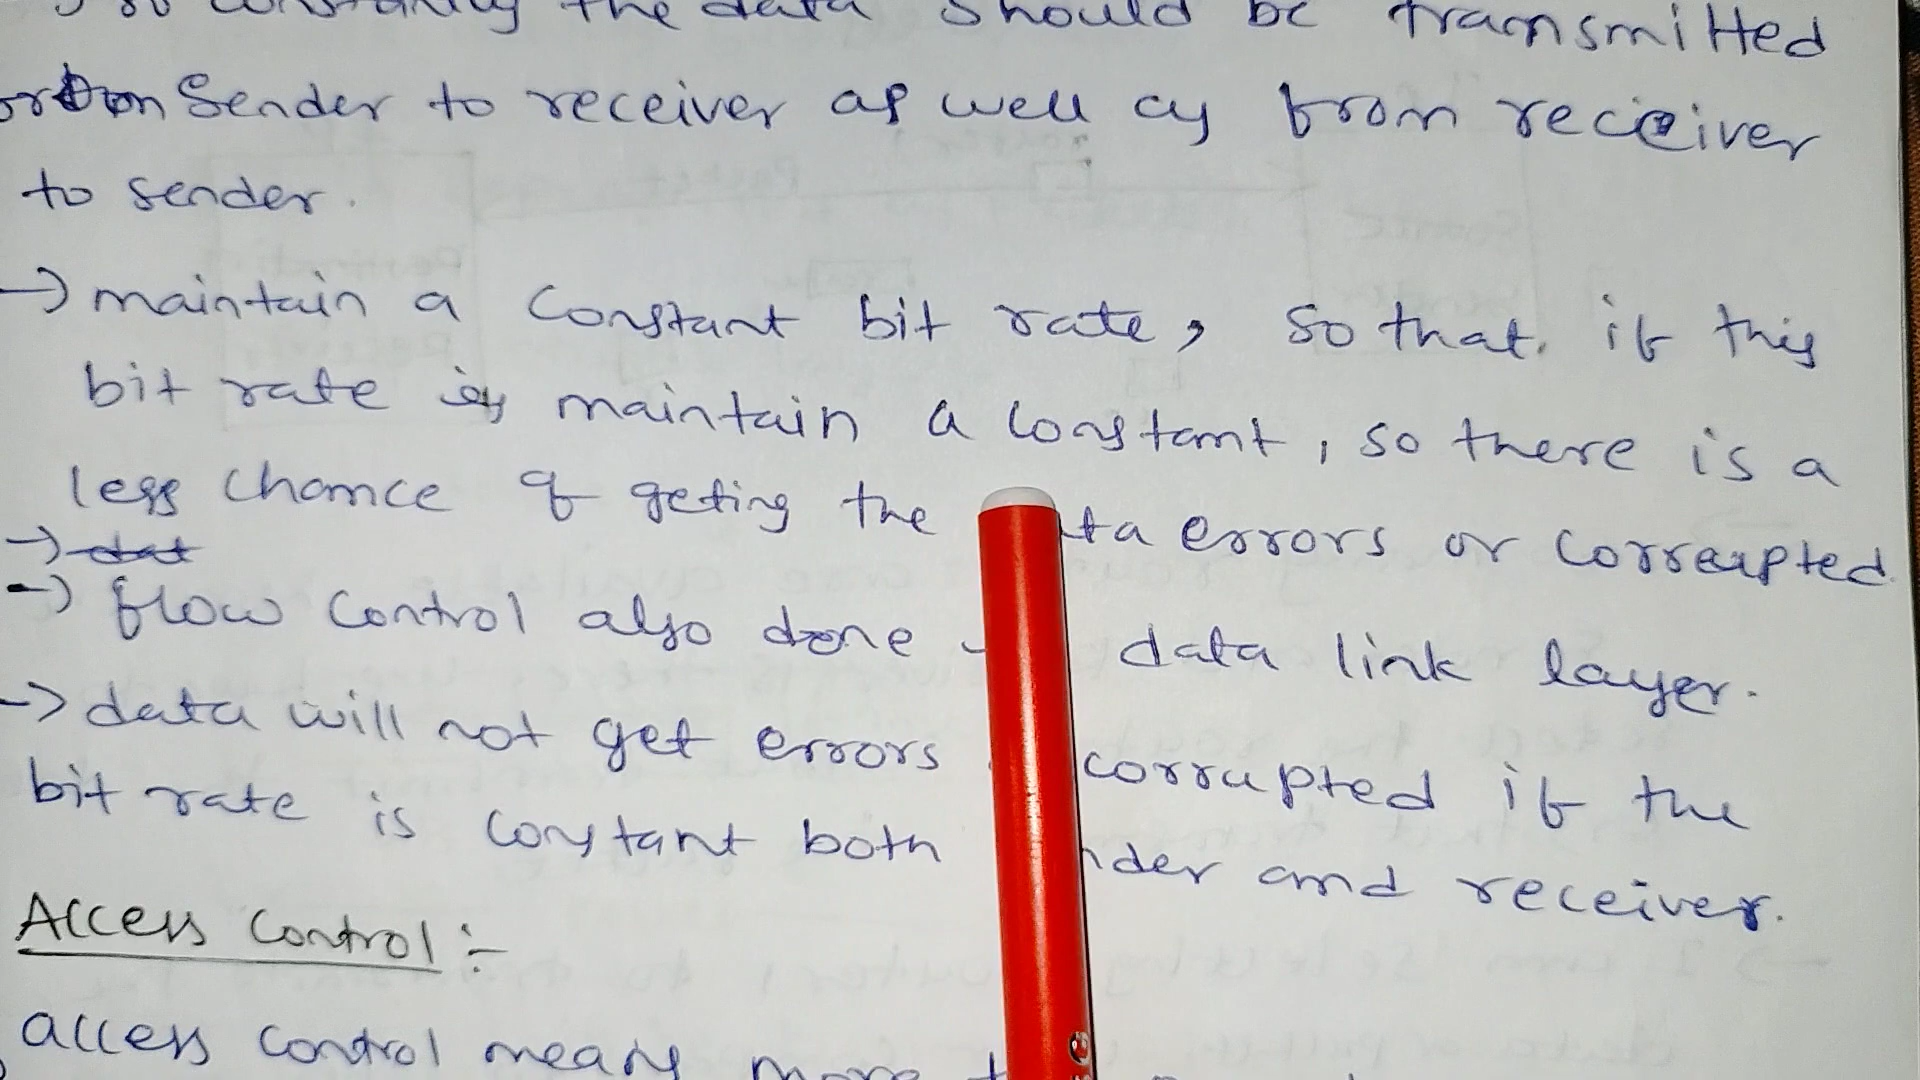 so constantly the data should be transmitted
from Sender to receiver as well as from receiver
to sender.
→ maintain a constant bit rate, so that. if this
bit rate is maintain a constant, so there is a
less chance of geting the ta errors or corraupted
→ dat
→ flow control also done data link layer.
→ data will not get errors corrupted if the
bit rate is constant both nder and receiver.
Access Control :-
access control means more t